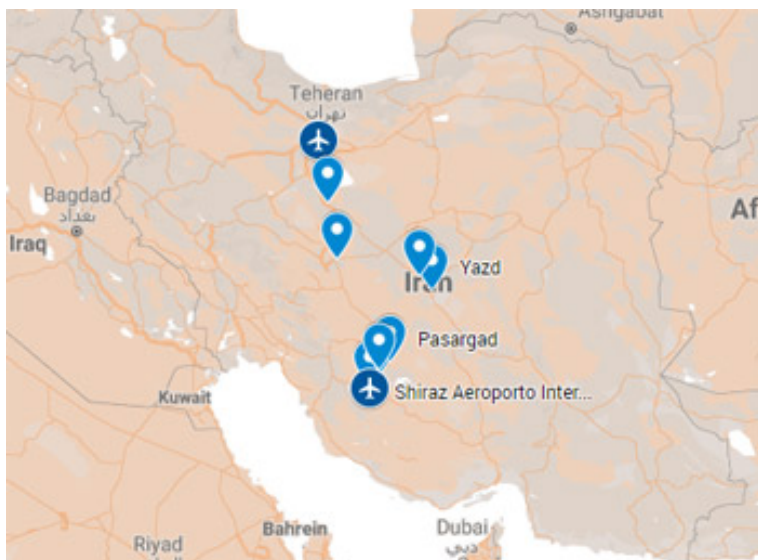 Ashgabat
Teheran
تهران
Bagdad
بغداد
Iraq
Af
Yazd
Iran
Pasargad
Shiraz Aeroporto Inter...
Kuwait
Bahrein
Dubai
دبي
Riyad